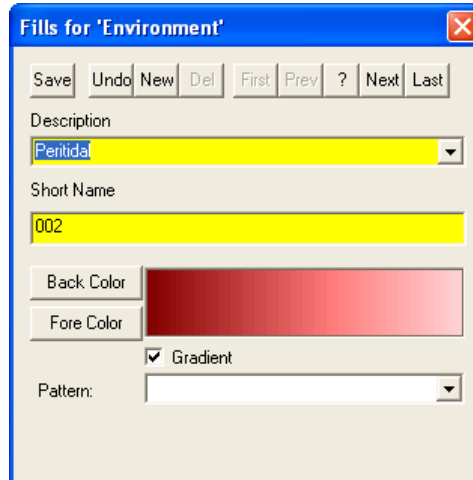 Fills for 'Environment'
Save Undo New Del First Prev ? Next Last
Description
Peritidal
Short Name
002
Back Color
Fore Color
Gradient
Pattern: